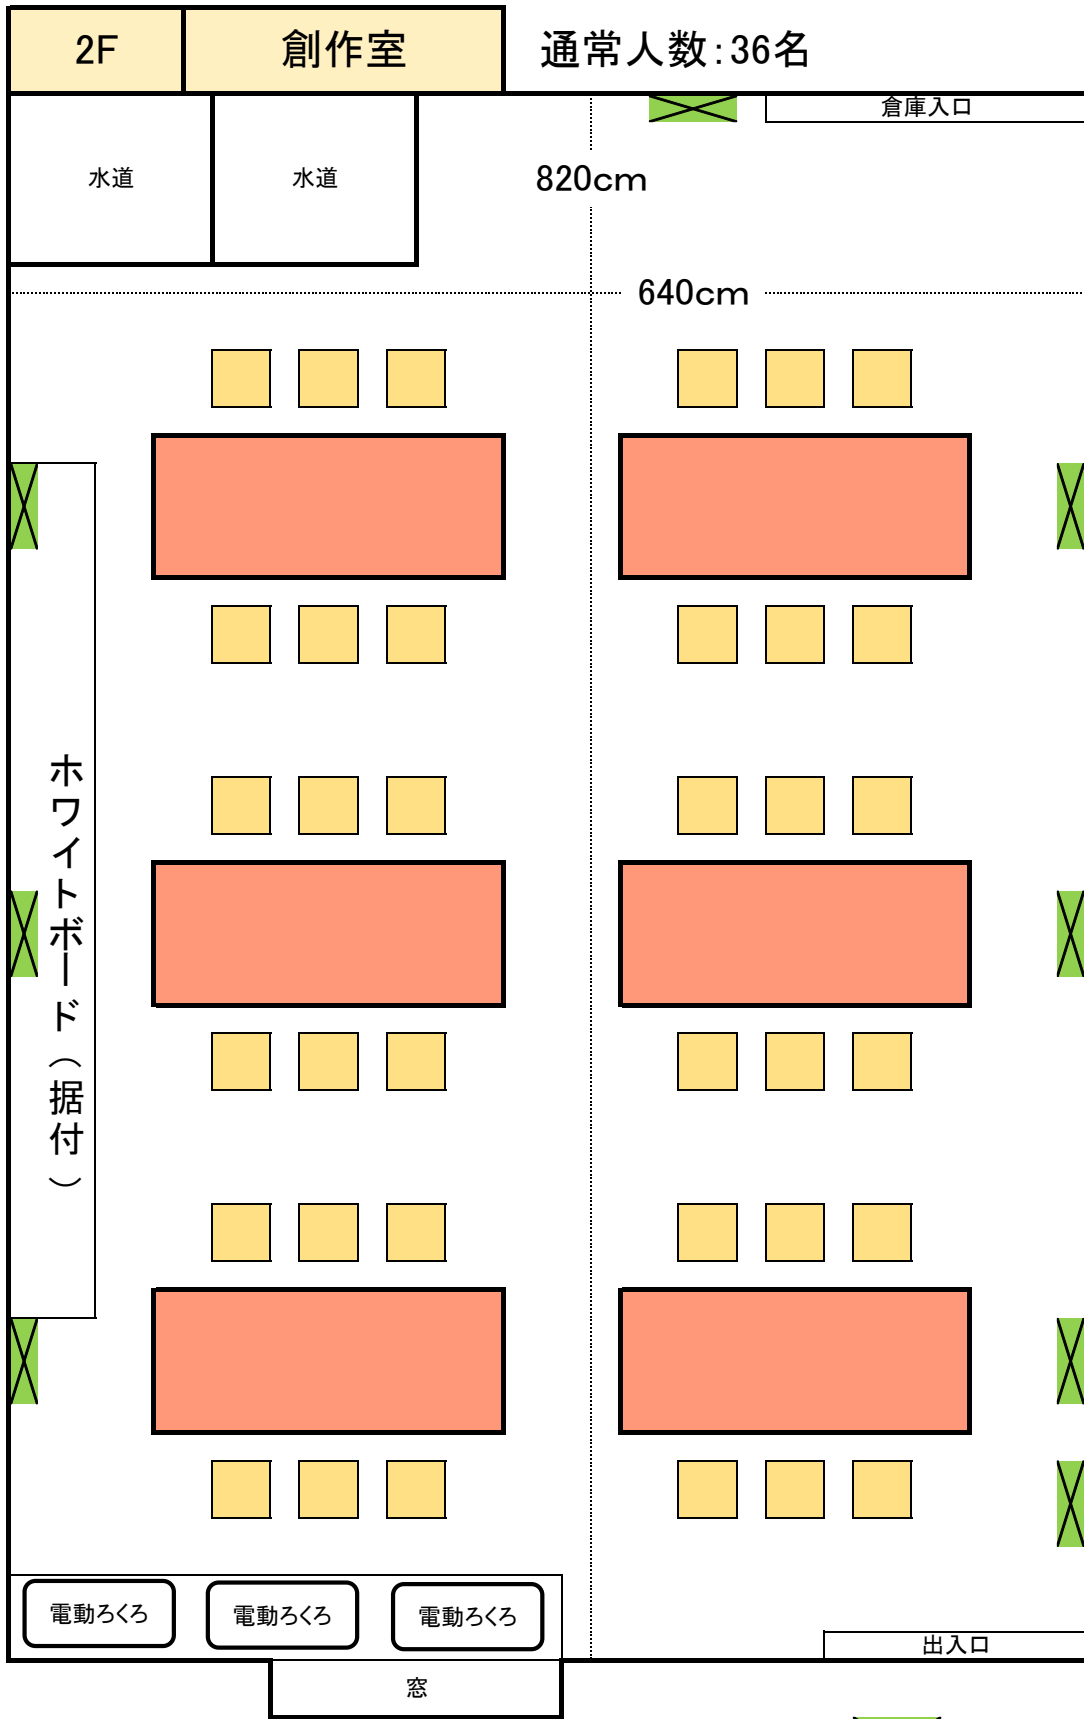 2F
創作室
通常人数:36名
倉庫入口
水道
水道
820cm
640cm
ホワイトボード（据付）
電動ろくろ
電動ろくろ
電動ろくろ
出入口
窓